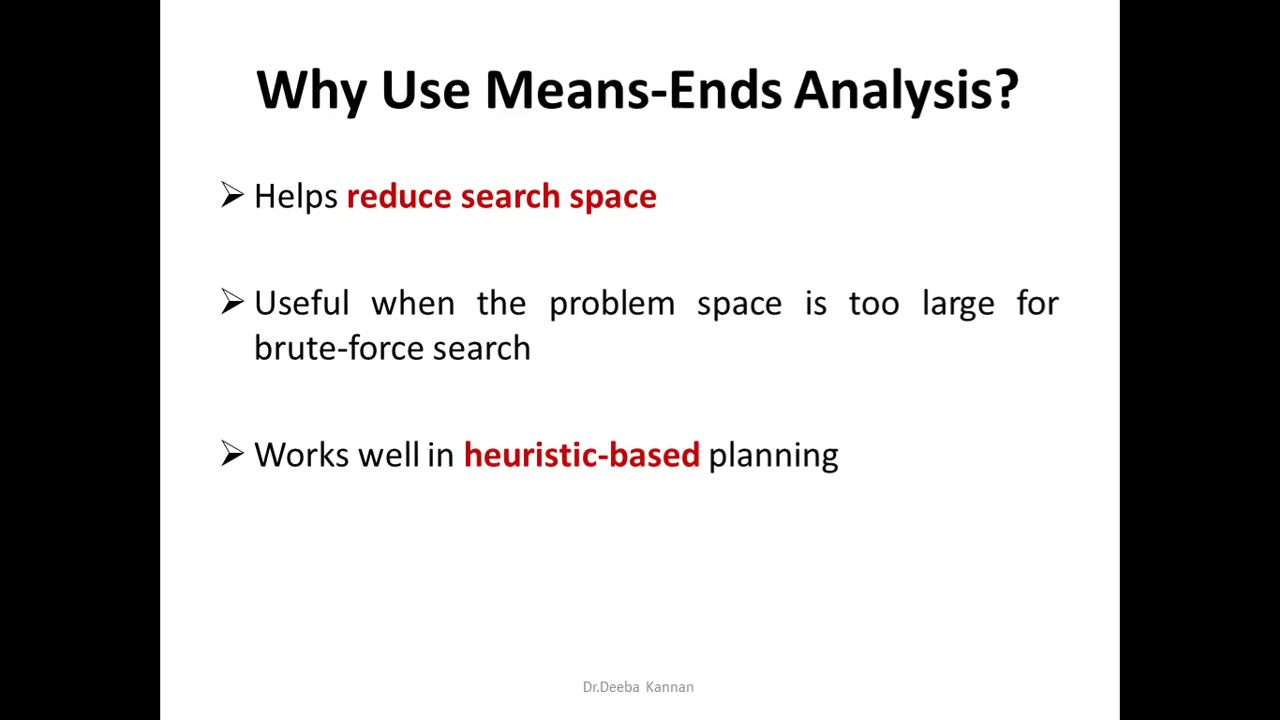 Why Use Means-Ends Analysis?
➢ Helps reduce search space
➢ Useful when the problem space is too large for
brute-force search
➢ Works well in heuristic-based planning
Dr.Deeba Kannan